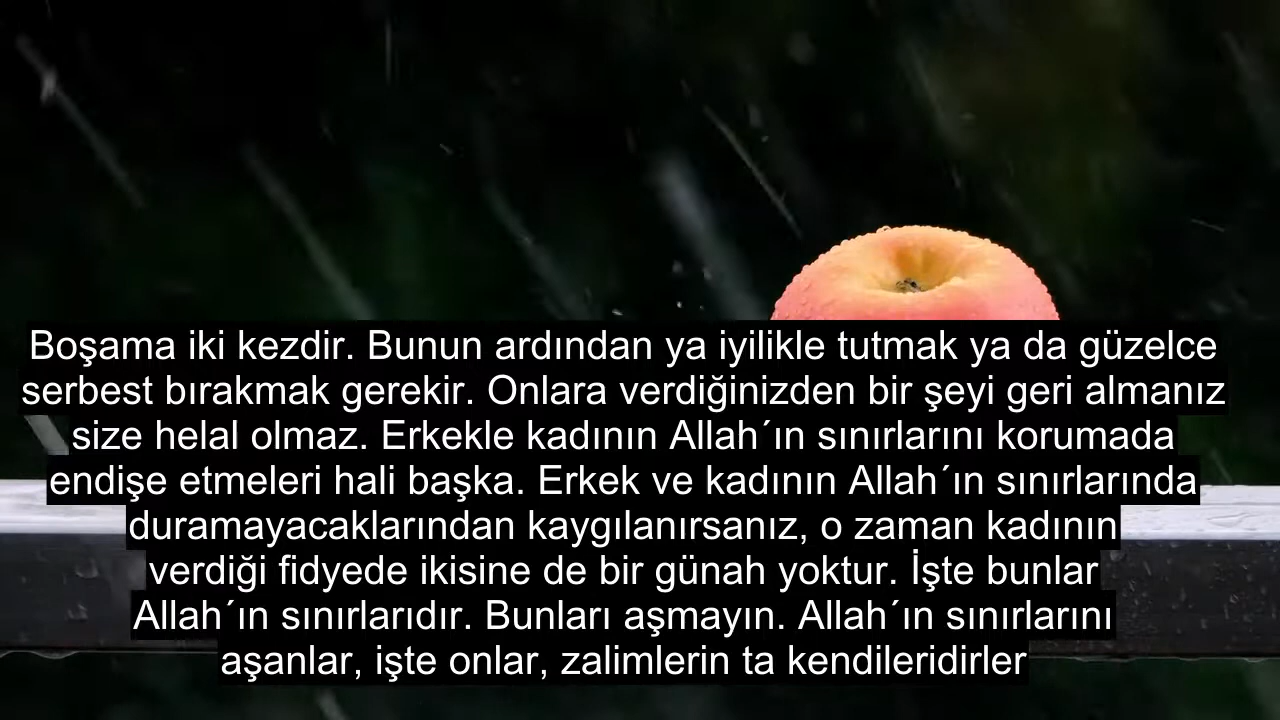 Boşama iki kezdir. Bunun ardından ya iyilikle tutmak ya da güzelce
serbest bırakmak gerekir. Onlara verdiğinizden bir şeyi geri almanız
size helal olmaz. Erkekle kadının Allah´ın sınırlarını korumada
endişe etmeleri hali başka. Erkek ve kadının Allah´ın sınırlarında
duramayacaklarından kaygılanırsanız, o zaman kadının
verdiği fidyede ikisine de bir günah yoktur. İşte bunlar
Allah´ın sınırlarıdır. Bunları aşmayın. Allah´ın sınırlarını
aşanlar, işte onlar, zalimlerin ta kendileridirler